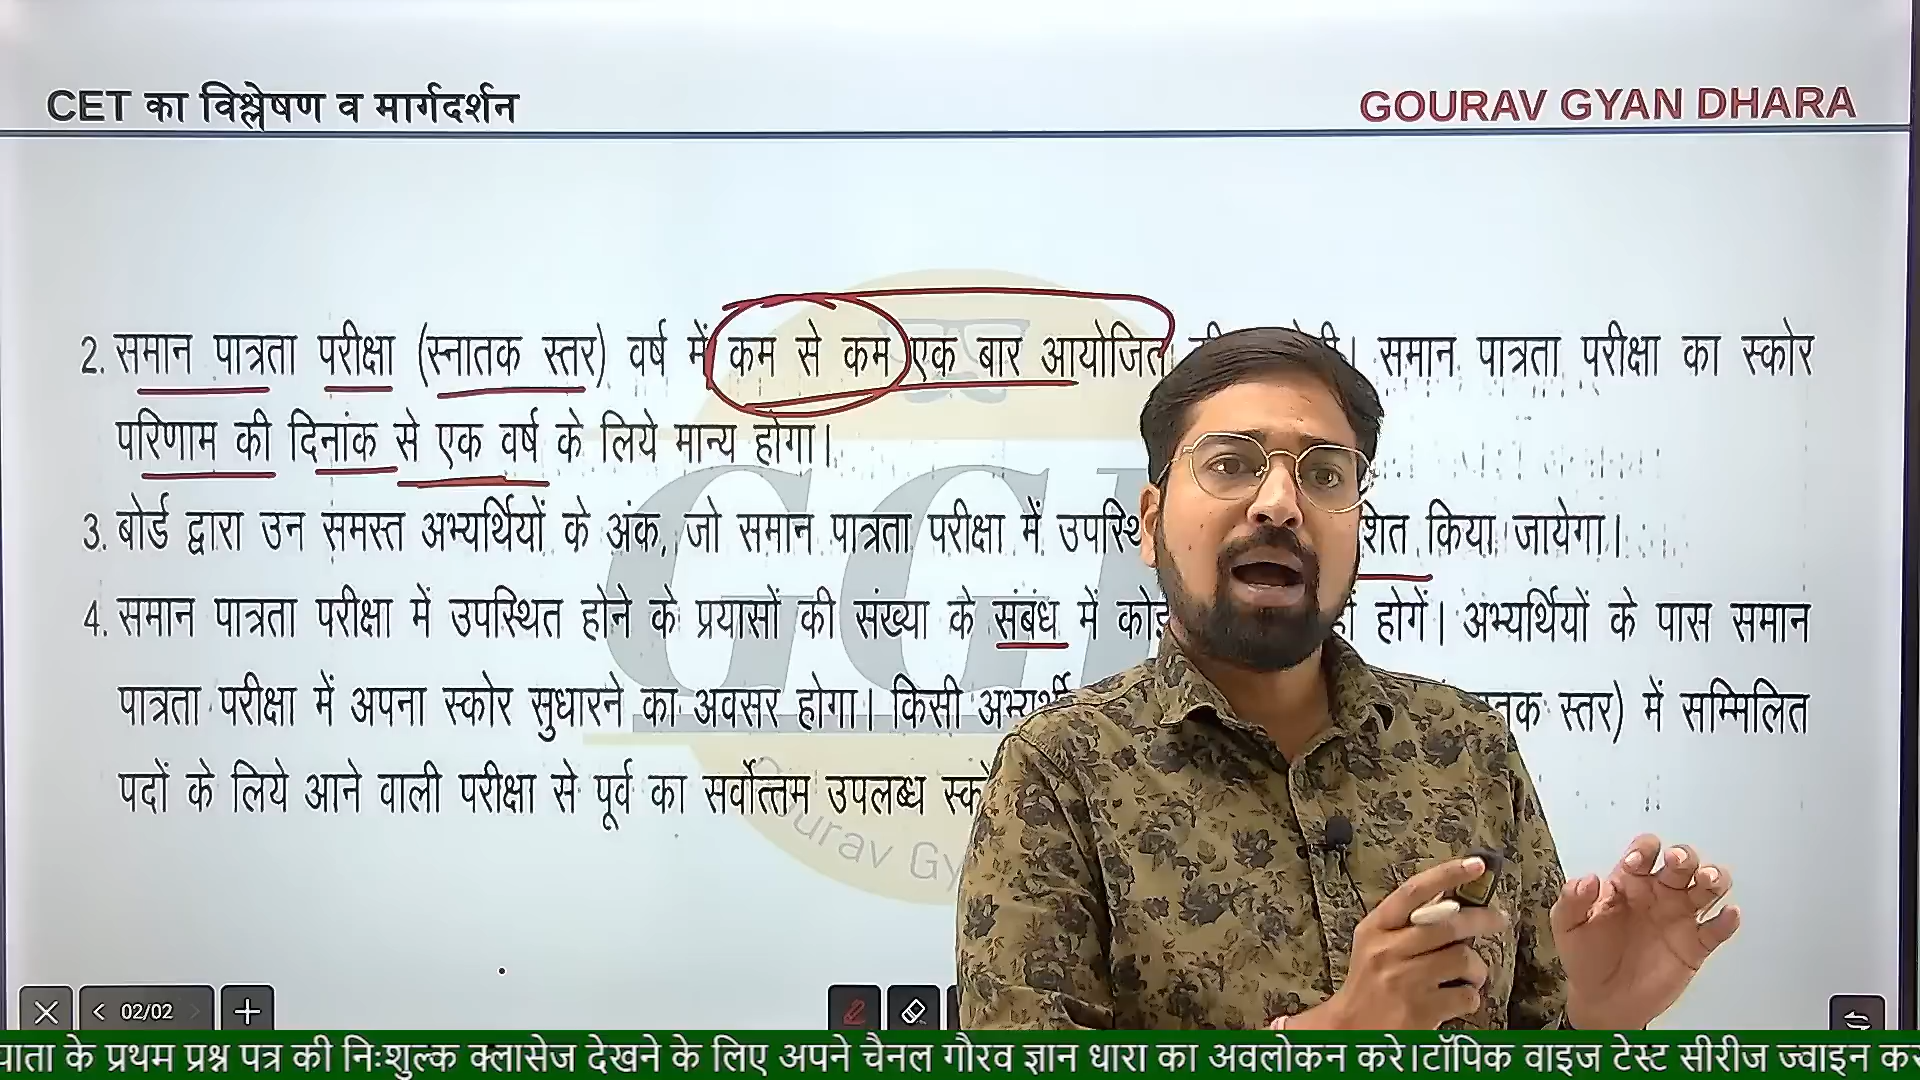 CET का विश्लेषण व मार्गदर्शन
GOURAV GYAN DHARA
2. समान पात्रता परीक्षा (स्नातक स्तर) वर्ष में कम से कम एक बार आयोजित समान पात्रता परीक्षा का स्कोर
परिणाम की दिनांक से एक वर्ष के लिये मान्य होगा।
3. बोर्ड द्वारा उन समस्त अभ्यर्थियों के अंक, जो समान पात्रता परीक्षा में किया जायेगा।
4. समान पात्रता परीक्षा में उपस्थित होने के प्रयासों की संख्या के संबंध में होगें। अभ्यर्थियों के पास समान
पात्रता परीक्षा में अपना स्कोर सुधारने का अवसर होगा। किसी स्तर) में सम्मिलित
पदों के लिये आने वाली परीक्षा से पूर्व का सर्वोत्तम उपलब्ध
02/02
के प्रथम प्रश्न पत्र की निःशुल्क क्लासेज देखने के लिए अपने चैनल गौरव ज्ञान धारा का अवलोकन करे।टॉपिक वाइज टेस्ट सीरीज ज्वाइन